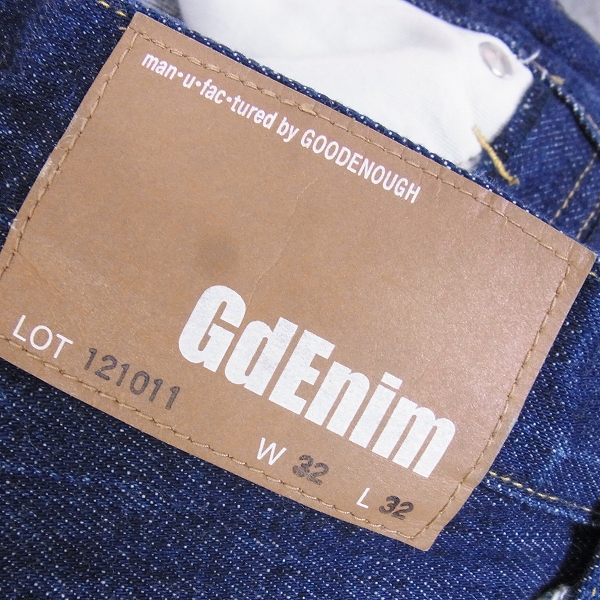 man•u•fac•tured by GOODENOUGH
GdEnim
LOT 121011
W 32 L 32